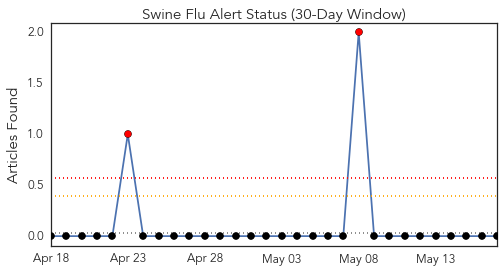 Swine Flu Alert Status (30-Day Window)
Articles Found
2.0
1.5
1.0
0.5
0.0
Apr 18 Apr 23 Apr 28 May 03 May 08 May 13